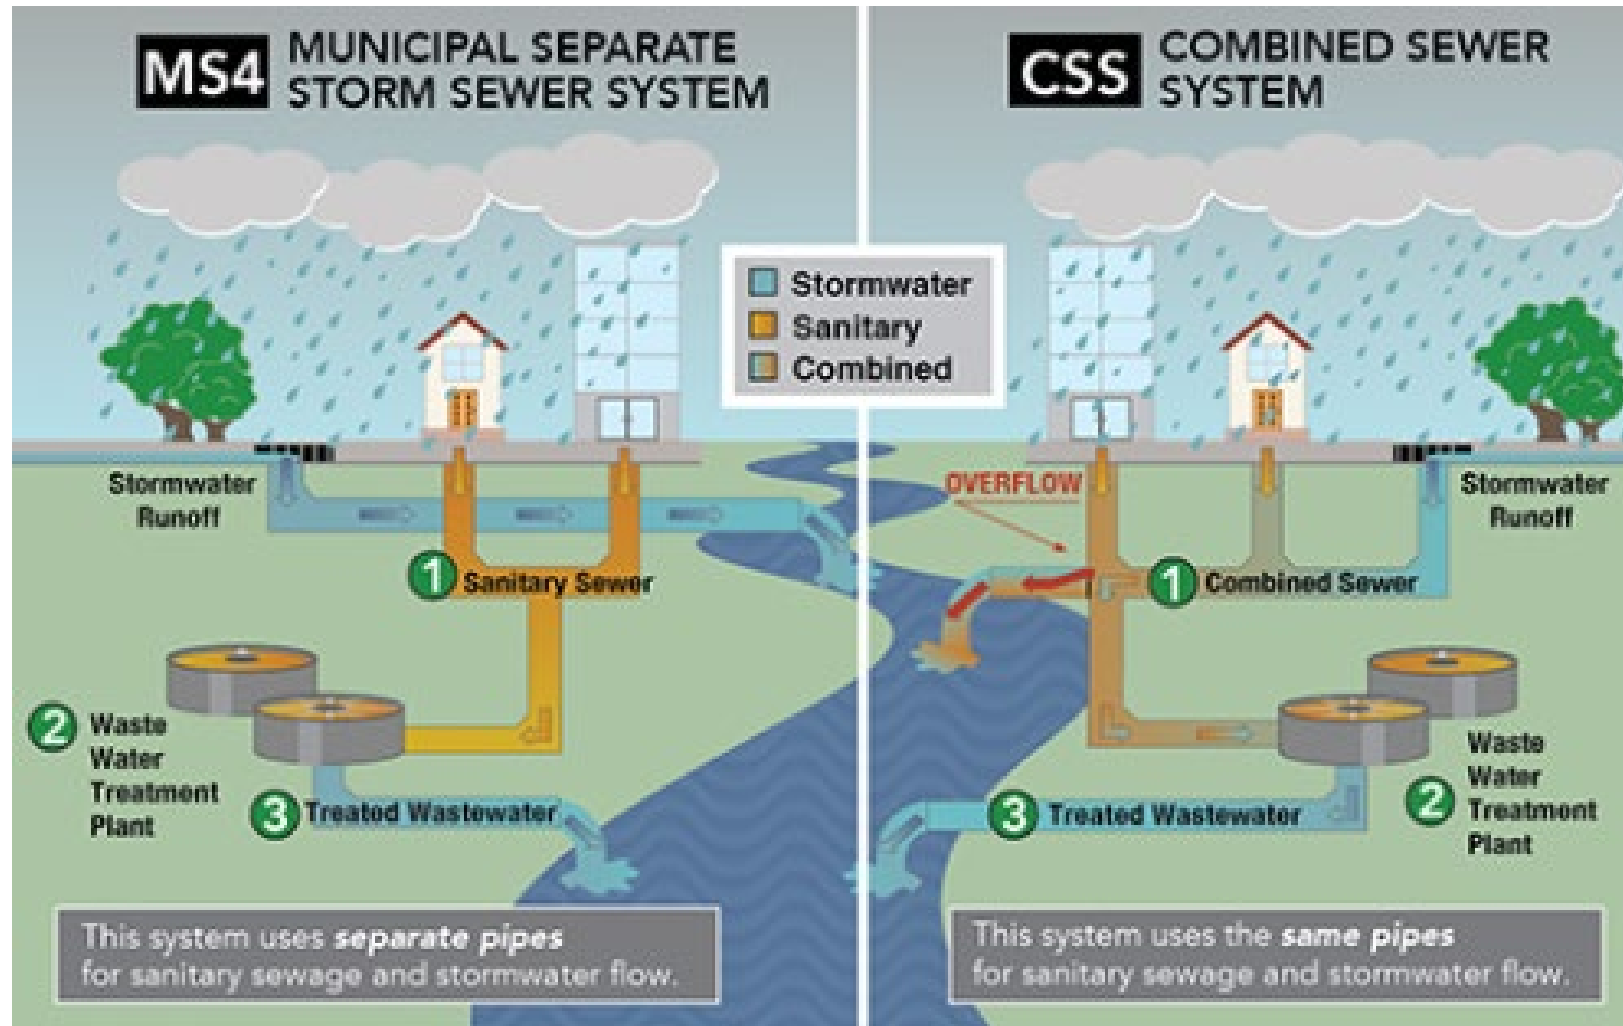 MS4
MUNICIPAL SEPARATE
STORM SEWER SYSTEM
Stormwater
Runoff
1
Sanitary Sewer
2
Waste
Water
Treatment
Plant
3
Treated Wastewater
This system uses separate pipes
for sanitary sewage and stormwater flow.
Stormwater
Sanitary
Combined
CSS
COMBINED SEWER
SYSTEM
OVERFLOW
Stormwater
Runoff
1
Combined Sewer
2
Waste
Water
Treatment
Plant
3
Treated Wastewater
This system uses the same pipes
for sanitary sewage and stormwater flow.